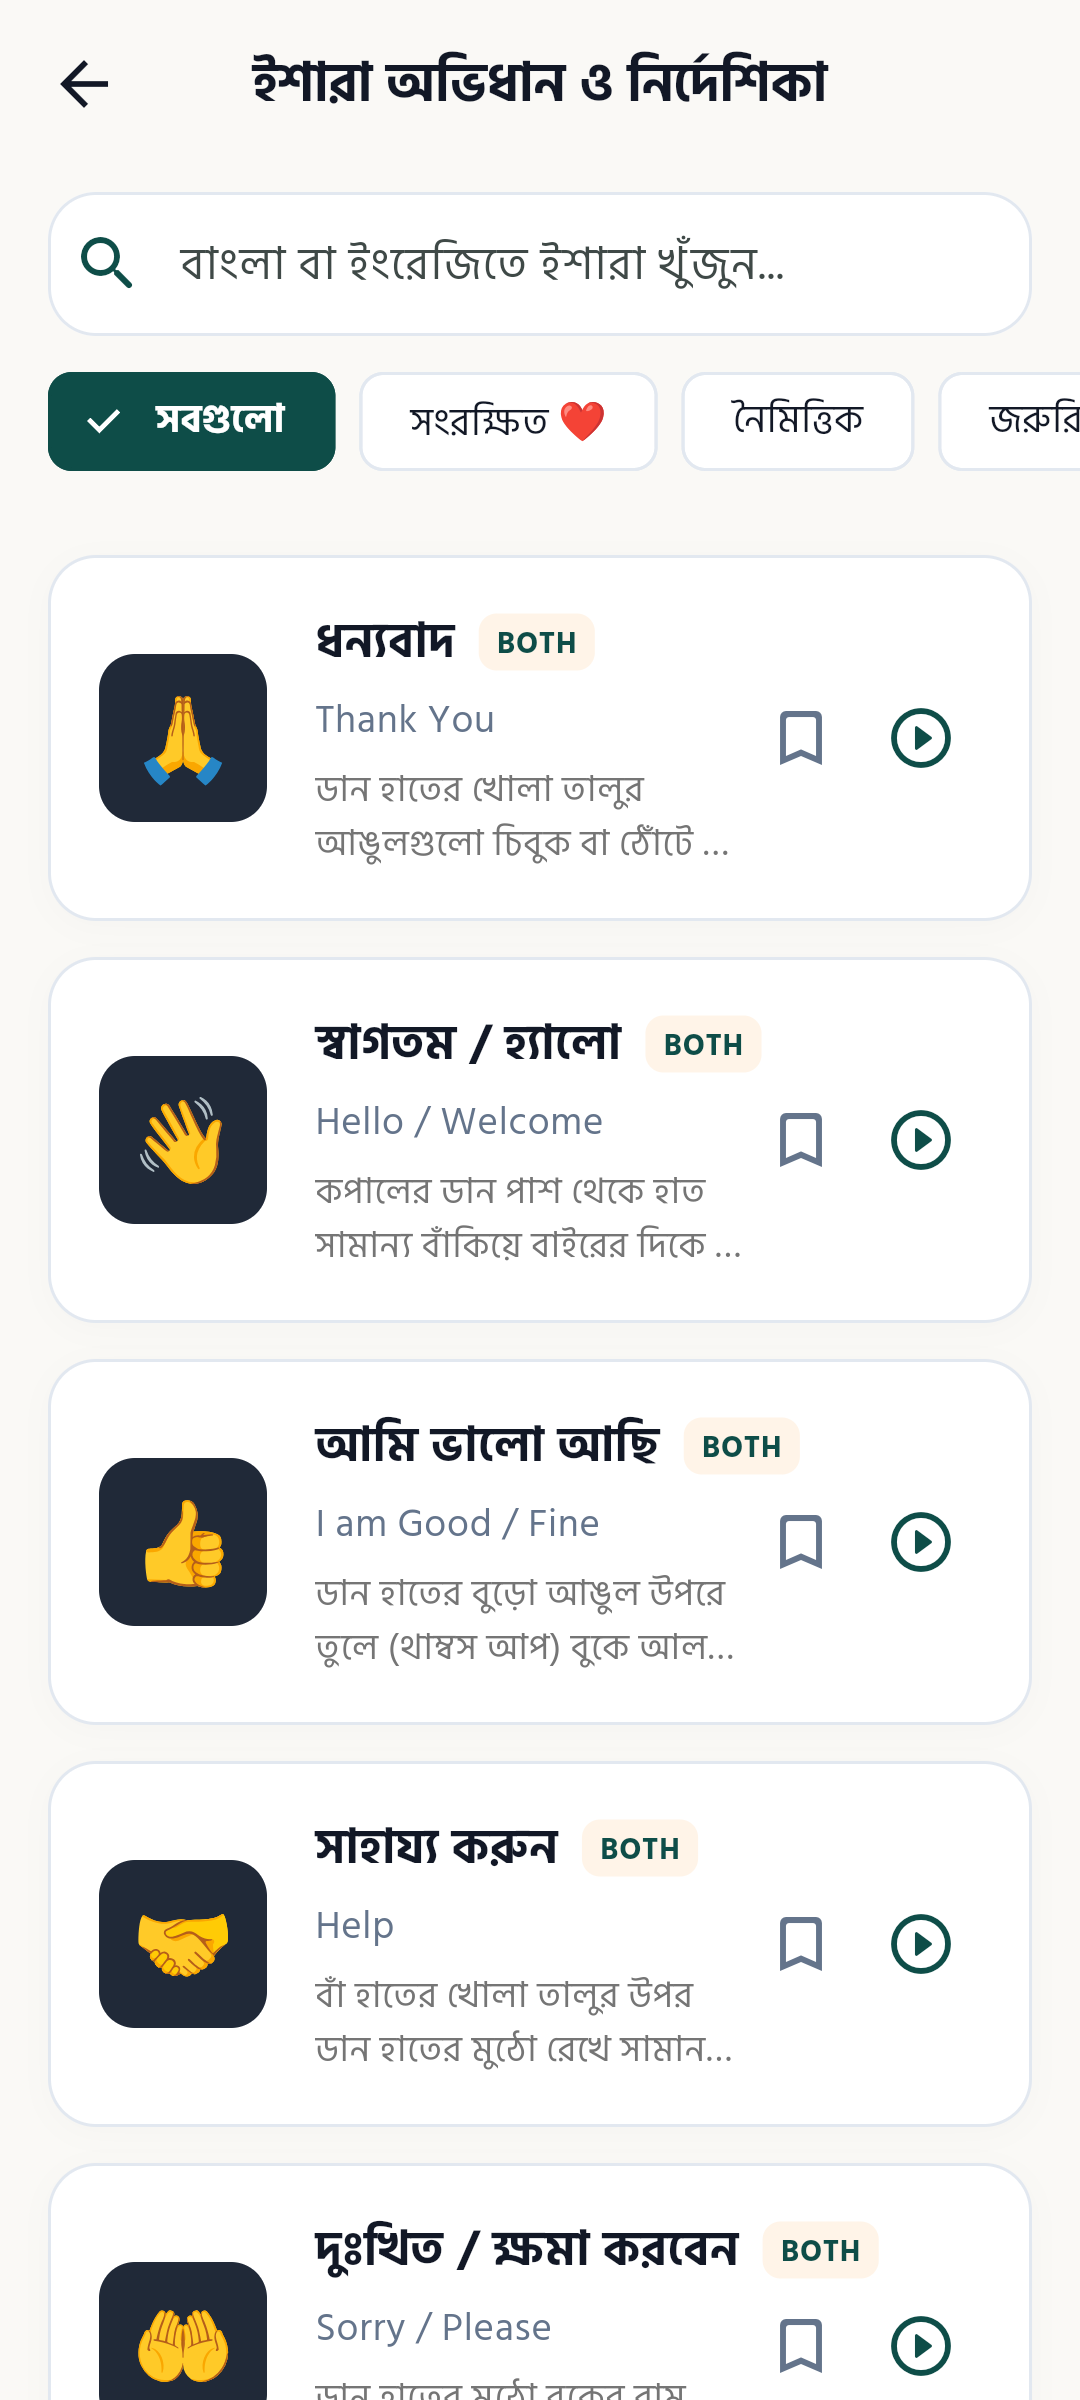 ইশারা অভিধান ও নির্দেশিকা
বাংলা বা ইংরেজিতে ইশারা খুঁজুন...
সবগুলো
সংরক্ষিত ❤️
নৈমিত্তিক
জরুরি
ধন্যবাদ BOTH
Thank You
ডান হাতের খোলা তালুর
আঙুলগুলো চিবুক বা ঠোঁটে ...
স্বাগতম / হ্যালো BOTH
Hello / Welcome
কপালের ডান পাশ থেকে হাত
সামান্য বাঁকিয়ে বাইরের দিকে ...
আমি ভালো আছি BOTH
I am Good / Fine
ডান হাতের বুড়ো আঙুল উপরে
তুলে (থাম্বস আপ) বুকে আল...
সাহায্য করুন BOTH
Help
বাঁ হাতের খোলা তালুর উপর
ডান হাতের মুঠো রেখে সামান...
দুঃখিত / ক্ষমা করবেন BOTH
Sorry / Please
ডান হাতের মুঠো বুকের বাম